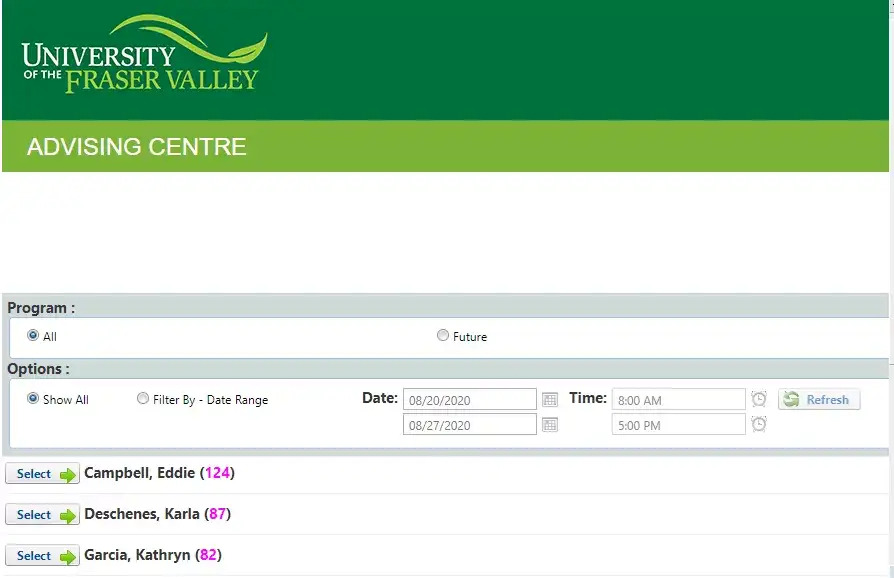 UNIVERSITY
OF THE FRASER VALLEY
ADVISING CENTRE
Program :
All Future
Options :
Show All Filter By - Date Range Date: 08/20/2020 Time: 8:00 AM Refresh
08/27/2020 5:00 PM
Select Campbell, Eddie (124)
Select Deschenes, Karla (87)
Select Garcia, Kathryn (82)